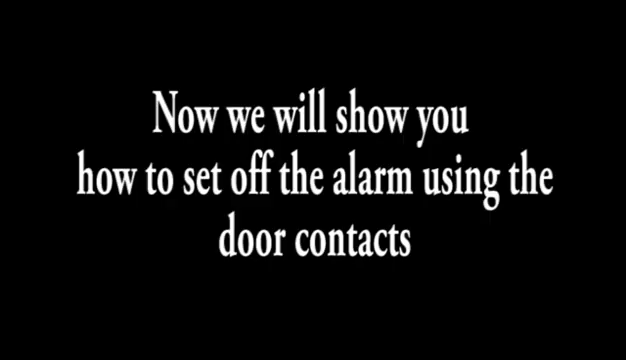 Now we will show you
how to set off the alarm using the
door contacts